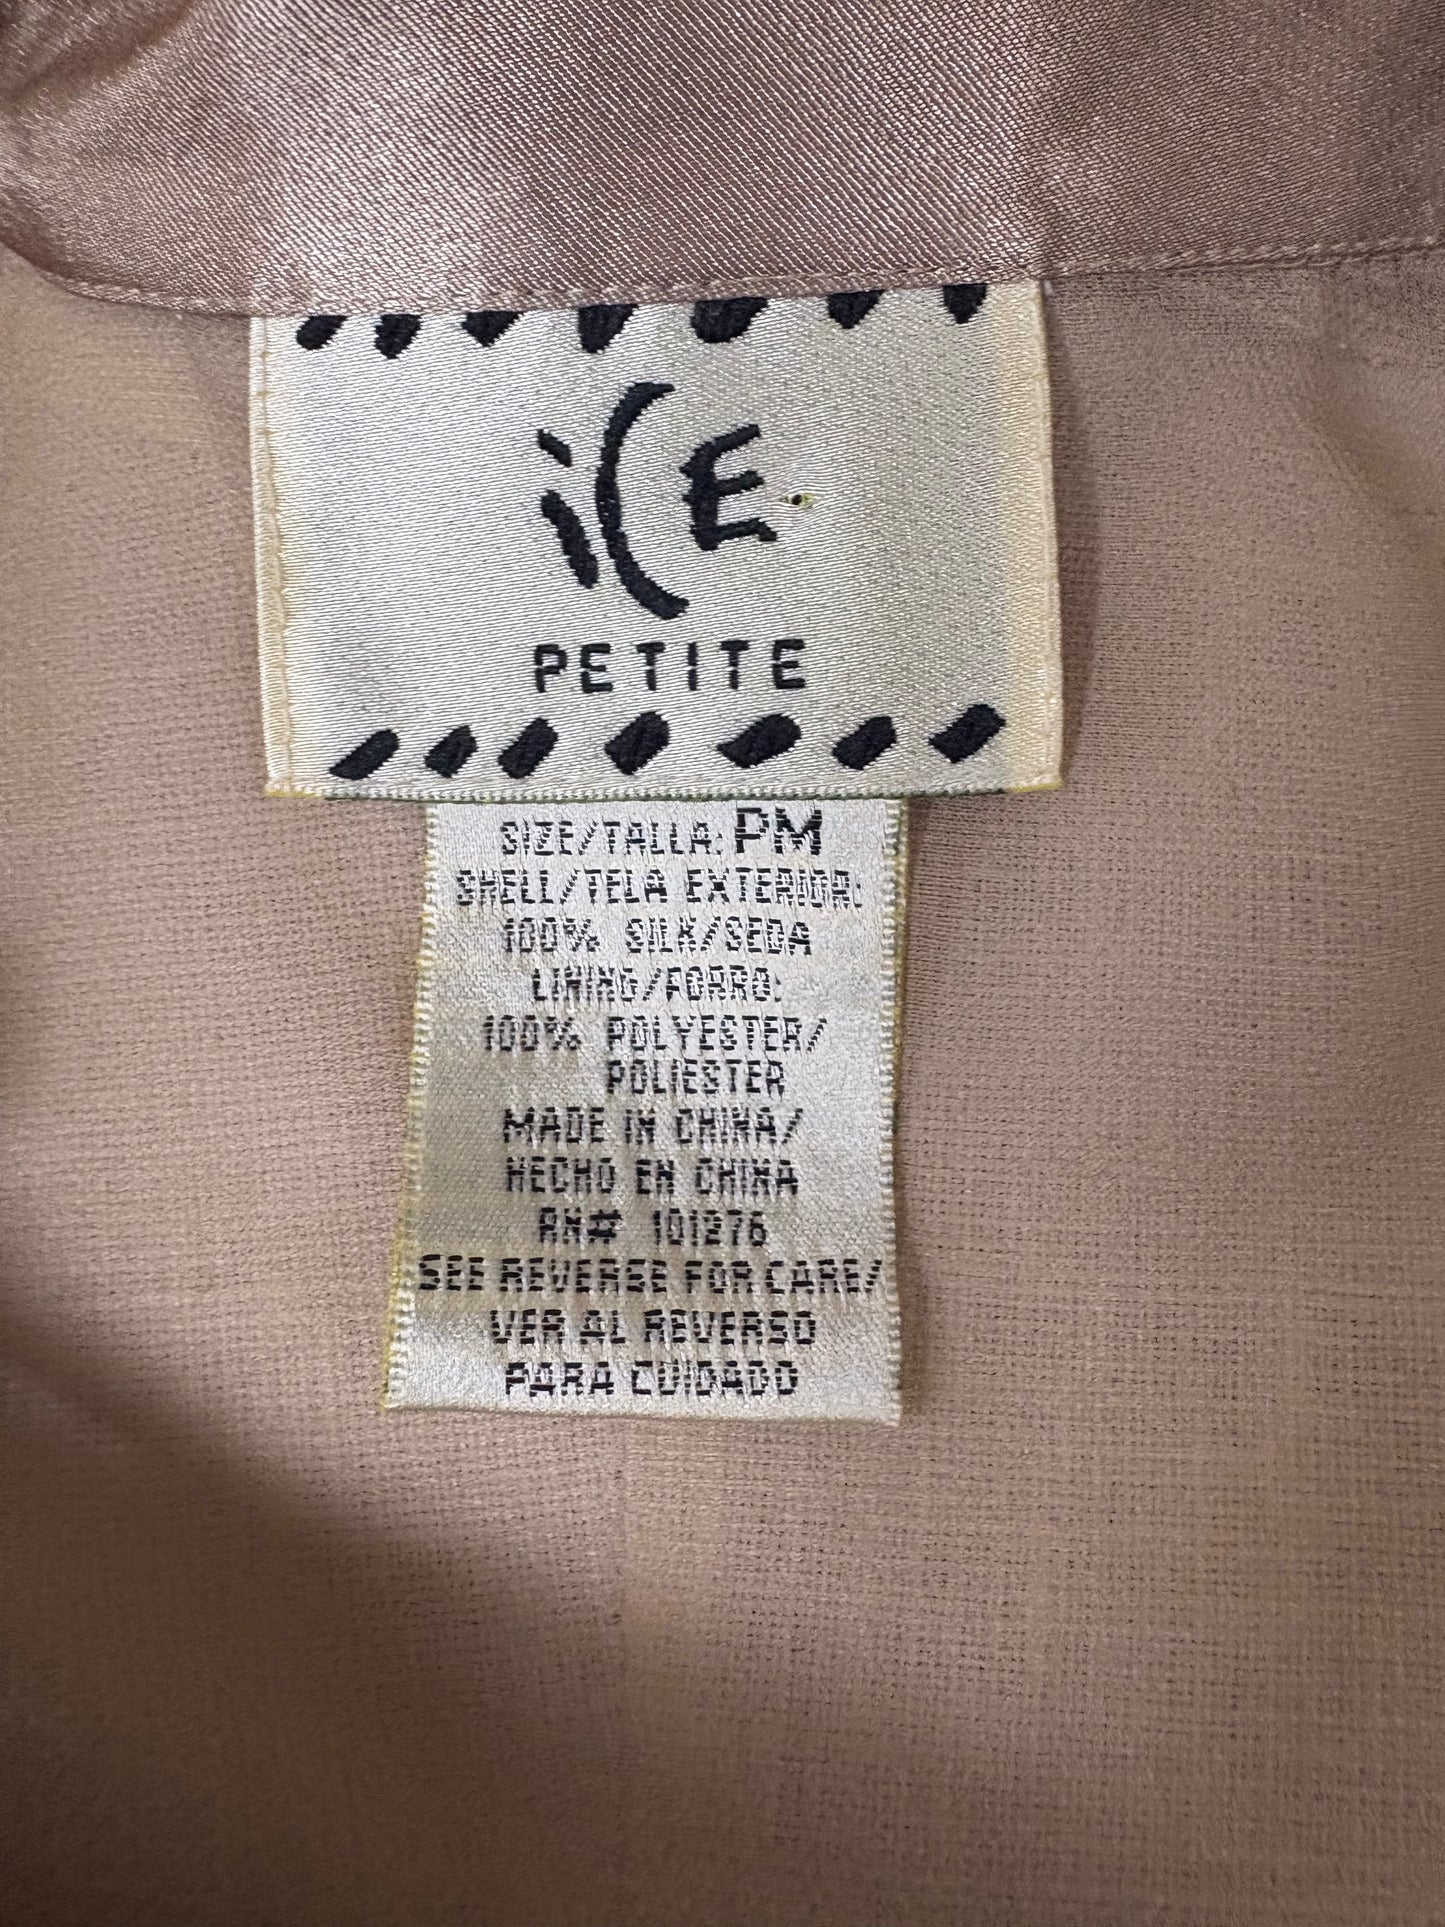 iCE
PETITE
SIZE/TALLA: PM
SHELL/TELA EXTERIOR:
100% SILK/SEDA
LINING/FORRO:
100% POLYESTER/
POLIESTER
MADE IN CHINA/
HECHO EN CHINA
RN# 101276
SEE REVERSE FOR CARE/
VER AL REVERSO
PARA CUIDADO